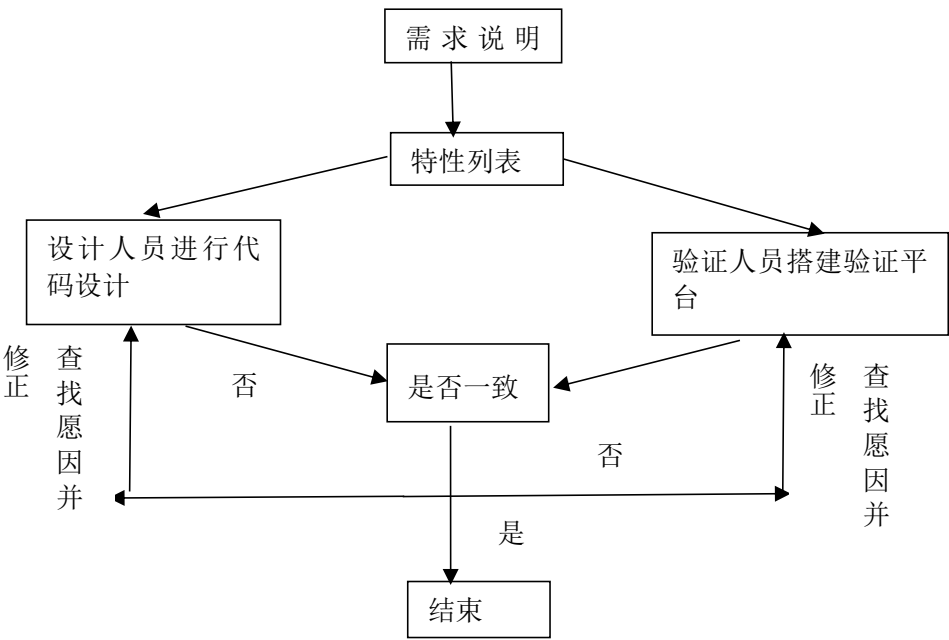 需求说明
特性列表
设计人员进行代
码设计
验证人员搭建验证平
台
是否一致
否
查找愿因并
修正
否
查找愿因并
修正
是
结束